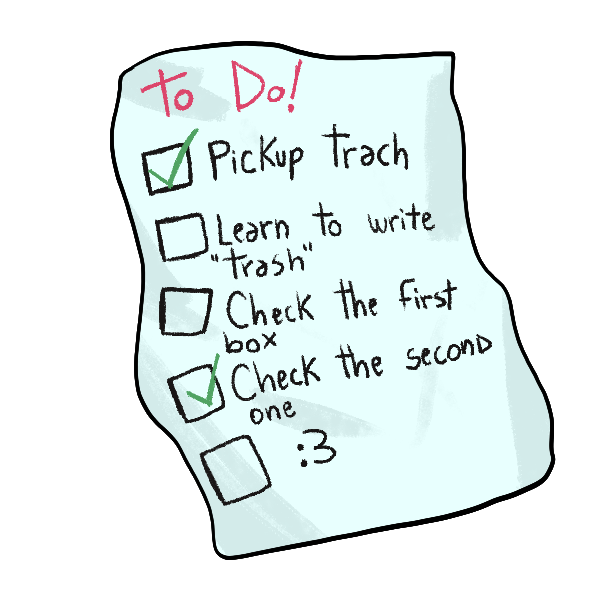 To Do!
Pickup Trach
Learn to write
"trash"
Check the first
box
Check the second
one
:3